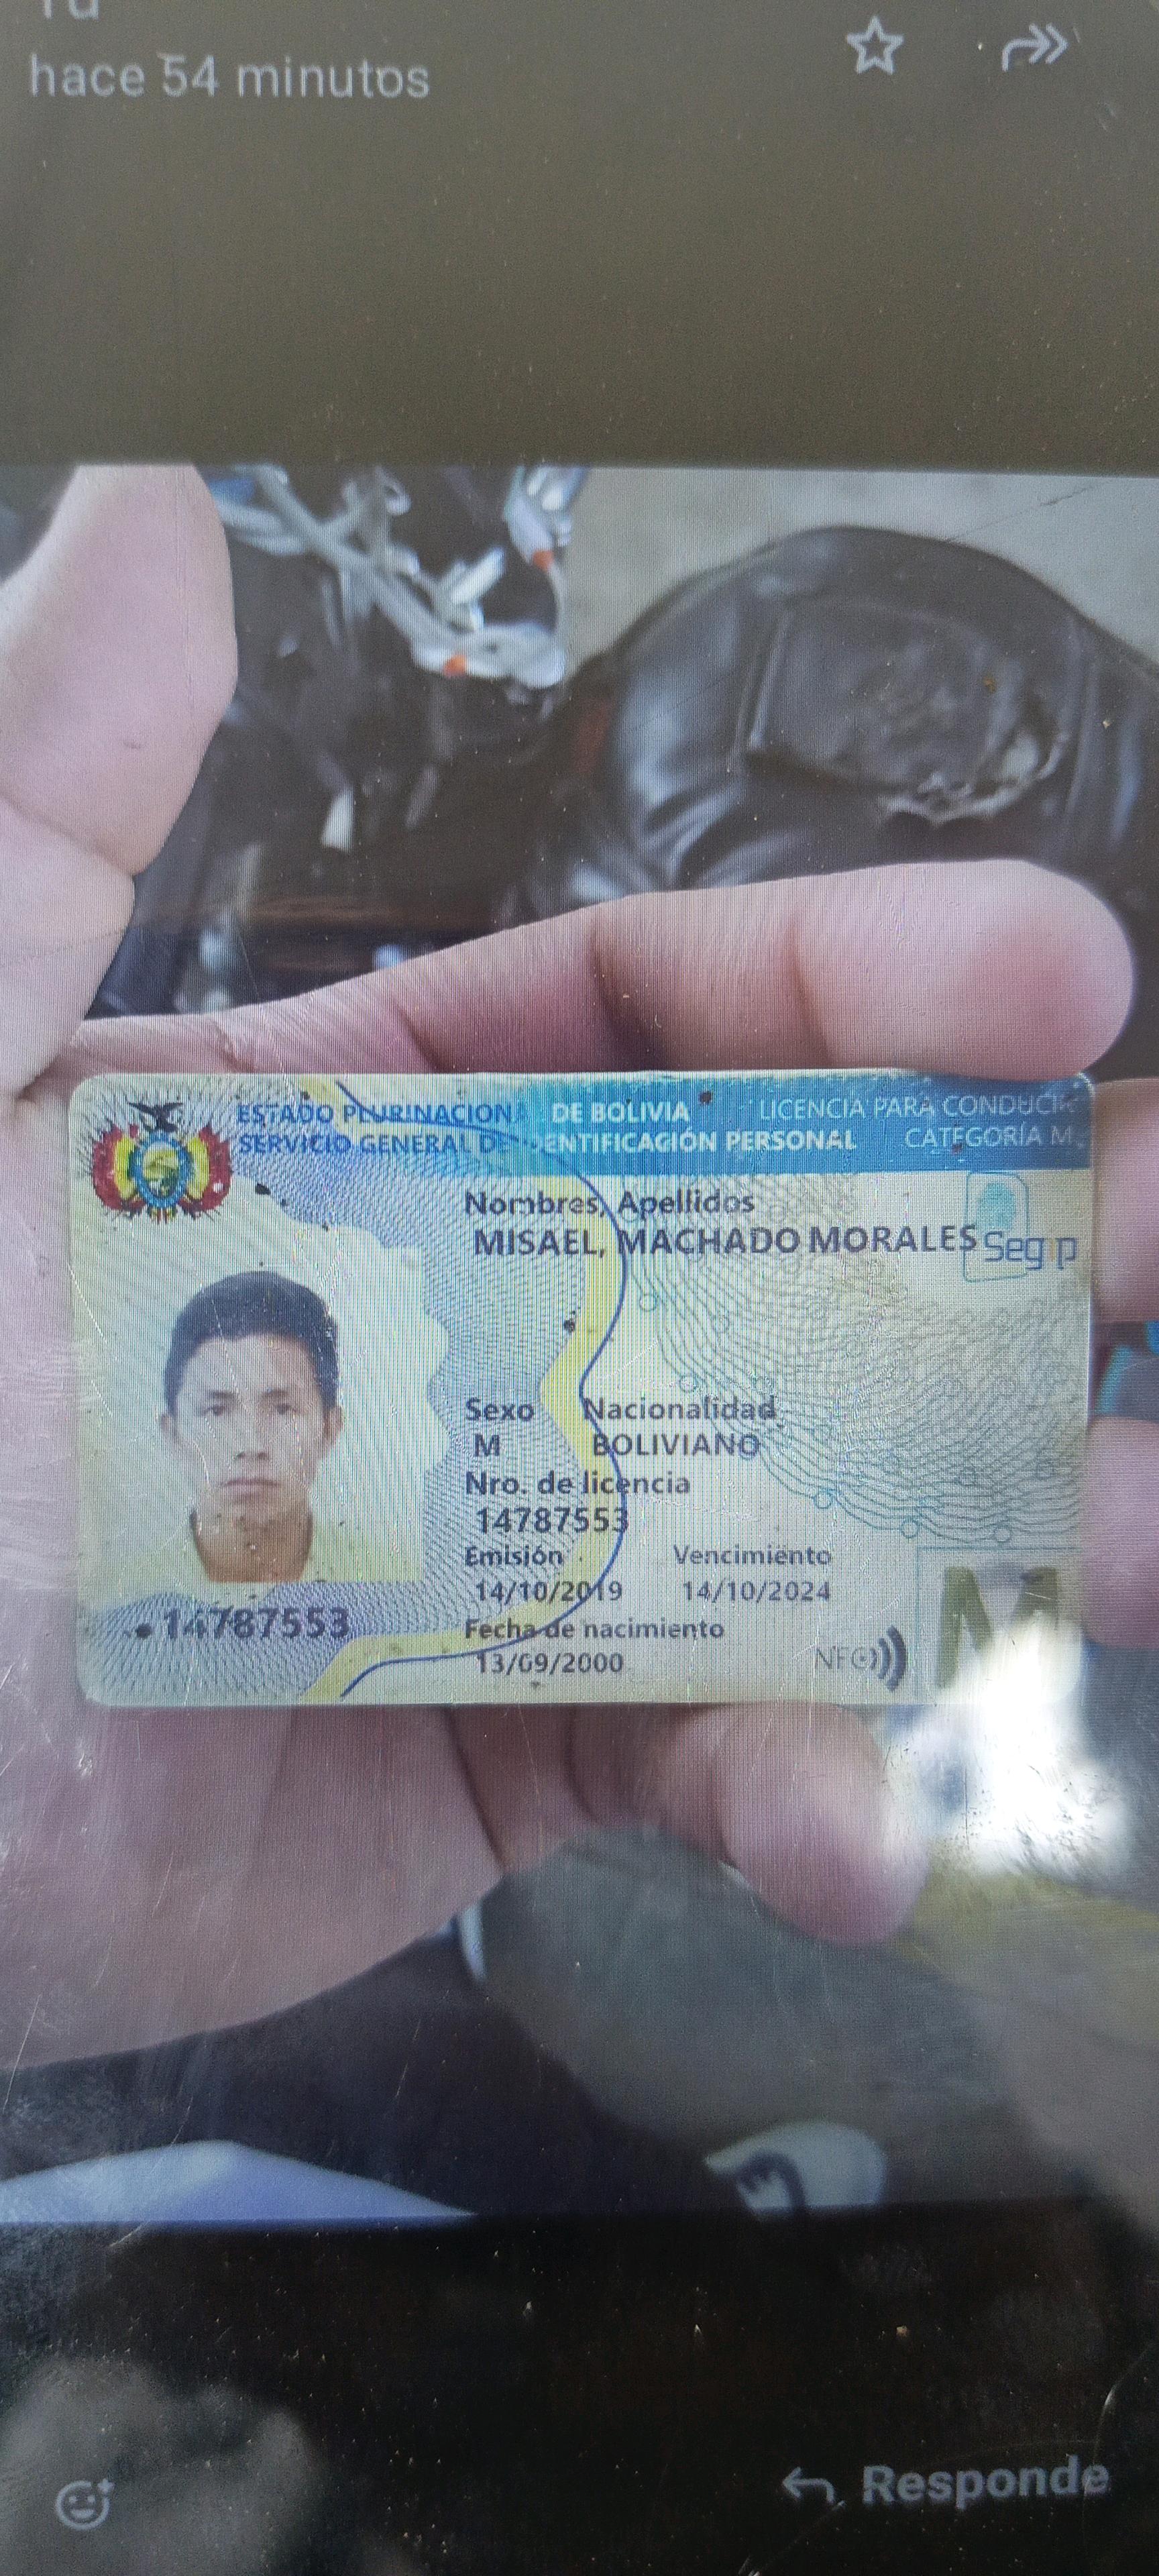 hace 54 minutos
ESTADO PLURINACIONAL DE BOLIVIA LICENCIA PARA CONDUCIR
SERVICIO GENERAL DE IDENTIFICACIÓN PERSONAL CATEGORÍA M
Nombres, Apellidos
MISAEL, MACHADO MORALES
Segip
Sexo Nacionalidad
M BOLIVIANO
Nro. de licencia
14787553
Emisión Vencimiento
14/10/2019 14/10/2024
14787553
Fecha de nacimiento
13/09/2000
NFC
M
Responde